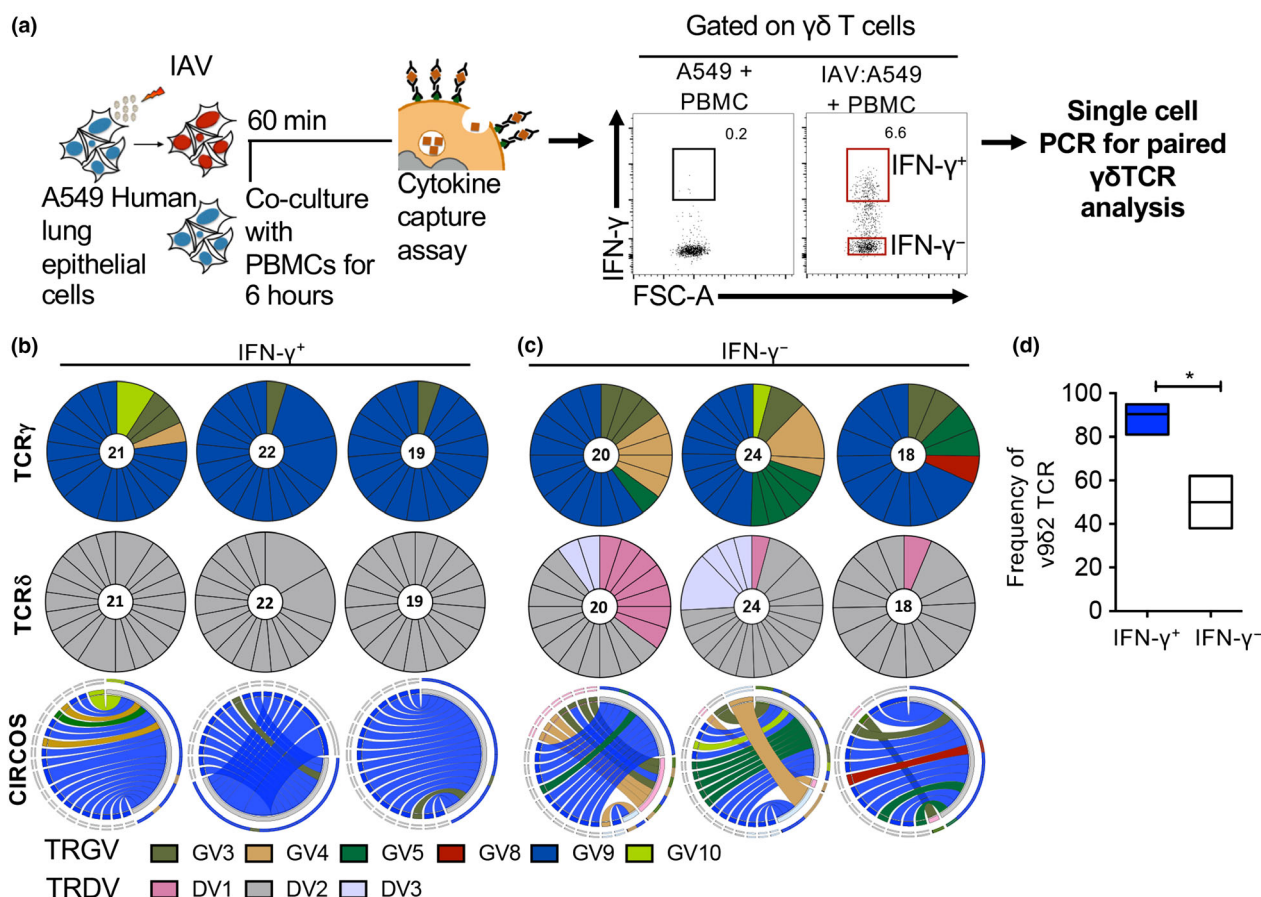 (a)
IAV
A549 Human
lung
epithelial
cells
60 min
Co-culture
with
PBMCs for
6 hours
Cytokine
capture
assay
Gated on γδ T cells
A549 +
PBMC
IAV:A549
+ PBMC
0.2
6.6
IFN-γ⁺
IFN-γ⁻
IFN-γ
FSC-A
Single cell
PCR for paired
γδTCR
analysis
(b)
IFN-γ⁺
(c)
IFN-γ⁻
(d)
TCRγ
21
22
19
20
24
18
TCRδ
21
22
19
20
24
18
CIRCOS
Frequency of
v9δ2 TCR
100
80
60
40
20
0
*
IFN-γ⁺
IFN-γ⁻
TRGV GV3 GV4 GV5 GV8 GV9 GV10
TRDV DV1 DV2 DV3